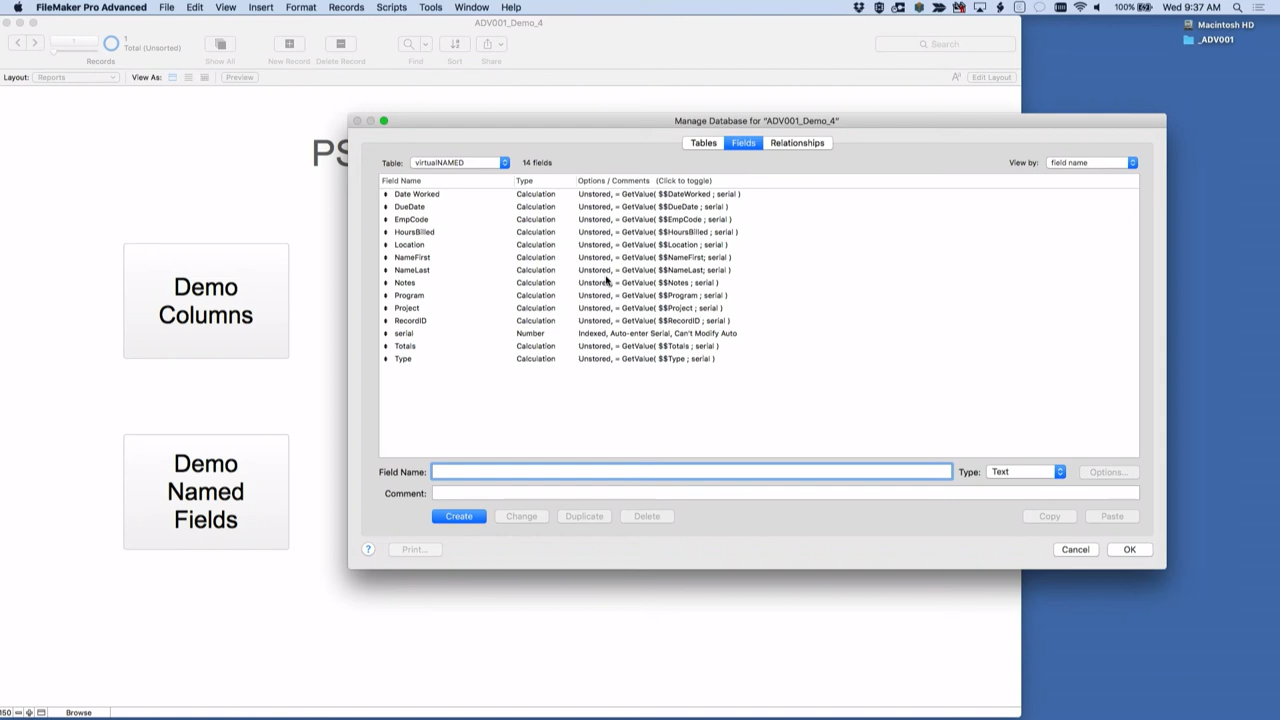 FileMaker Pro Advanced File Edit View Insert Format Records Scripts Tools Window Help 100% Wed 9:37 AM
ADV001_Demo_4
Macintosh HD
_ADV001
1
1
Total (Unsorted)
Records
Show All
New Record
Delete Record
Find
Sort
Share
Search
Layout: Reports View As: Preview
Edit Layout
PS
Demo
Columns
Demo
Named
Fields
Manage Database for "ADV001_Demo_4"
Tables Fields Relationships
Table: virtualNAMED 14 fields View by: field name
Field Name Type Options / Comments (Click to toggle)
Date Worked Calculation Unstored, = GetValue( $$DateWorked ; serial )
DueDate Calculation Unstored, = GetValue( $$DueDate ; serial )
EmpCode Calculation Unstored, = GetValue( $$EmpCode ; serial )
HoursBilled Calculation Unstored, = GetValue( $$HoursBilled ; serial )
Location Calculation Unstored, = GetValue( $$Location ; serial )
NameFirst Calculation Unstored, = GetValue( $$NameFirst; serial )
NameLast Calculation Unstored, = GetValue( $$NameLast; serial )
Notes Calculation Unstored, = GetValue( $$Notes ; serial )
Program Calculation Unstored, = GetValue( $$Program ; serial )
Project Calculation Unstored, = GetValue( $$Project ; serial )
RecordID Calculation Unstored, = GetValue( $$RecordID ; serial )
serial Number Indexed, Auto-enter Serial, Can't Modify Auto
Totals Calculation Unstored, = GetValue( $$Totals ; serial )
Type Calculation Unstored, = GetValue( $$Type ; serial )
Field Name: Type: Text Options...
Comment:
Create Change Duplicate Delete Copy Paste
? Print... Cancel OK
150 Browse